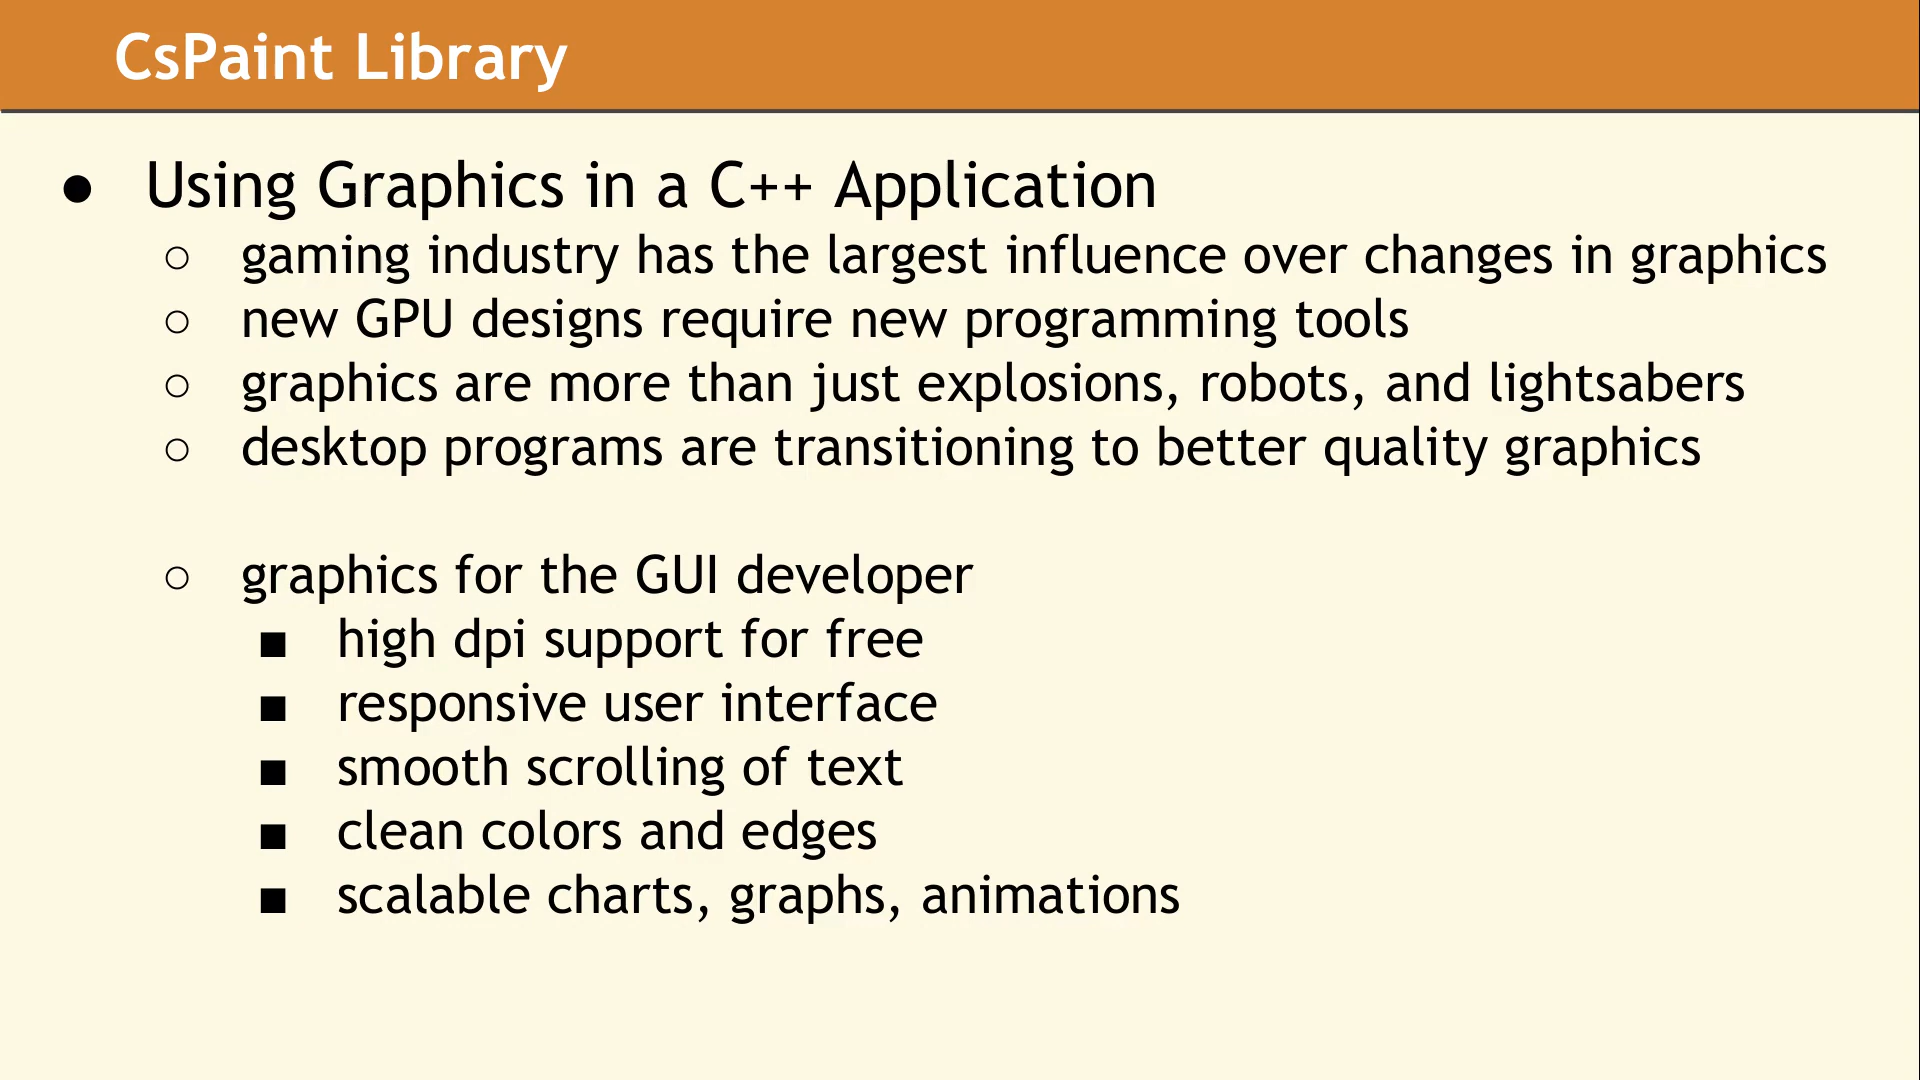 CsPaint Library
● Using Graphics in a C++ Application
○ gaming industry has the largest influence over changes in graphics
○ new GPU designs require new programming tools
○ graphics are more than just explosions, robots, and lightsabers
○ desktop programs are transitioning to better quality graphics
○ graphics for the GUI developer
■ high dpi support for free
■ responsive user interface
■ smooth scrolling of text
■ clean colors and edges
■ scalable charts, graphs, animations